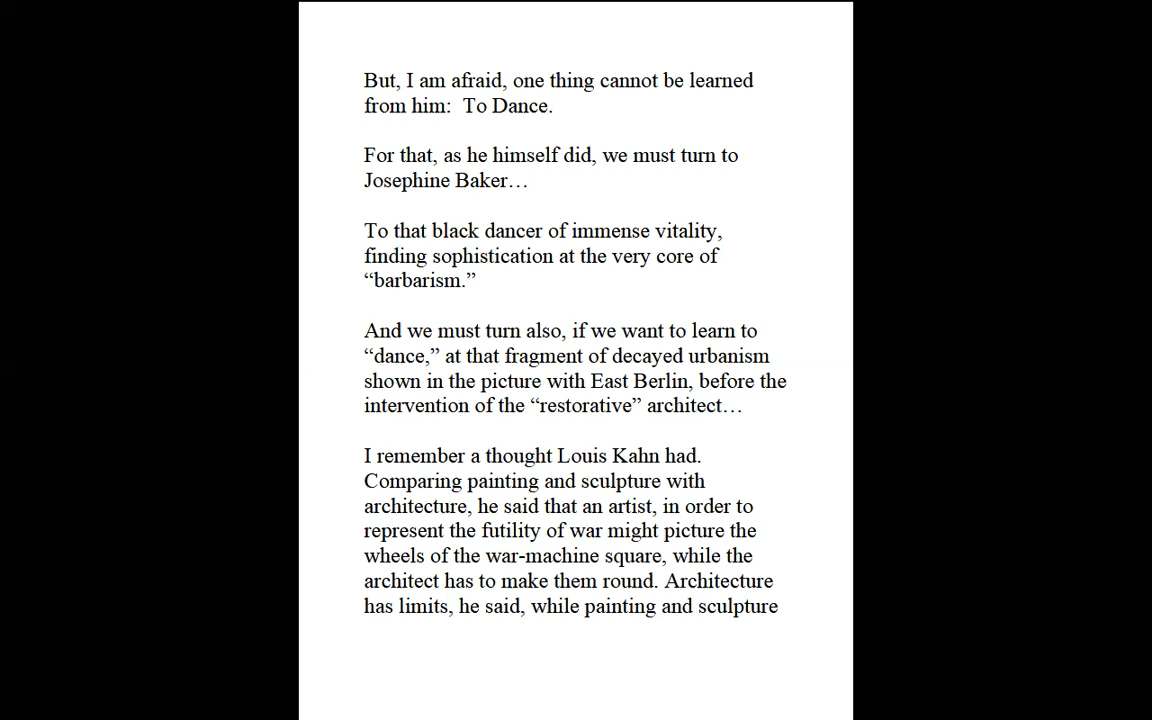 But, I am afraid, one thing cannot be learned
from him:  To Dance.
For that, as he himself did, we must turn to
Josephine Baker…
To that black dancer of immense vitality,
finding sophistication at the very core of
“barbarism.”
And we must turn also, if we want to learn to
“dance,” at that fragment of decayed urbanism
shown in the picture with East Berlin, before the
intervention of the “restorative” architect…
I remember a thought Louis Kahn had.
Comparing painting and sculpture with
architecture, he said that an artist, in order to
represent the futility of war might picture the
wheels of the war-machine square, while the
architect has to make them round. Architecture
has limits, he said, while painting and sculpture